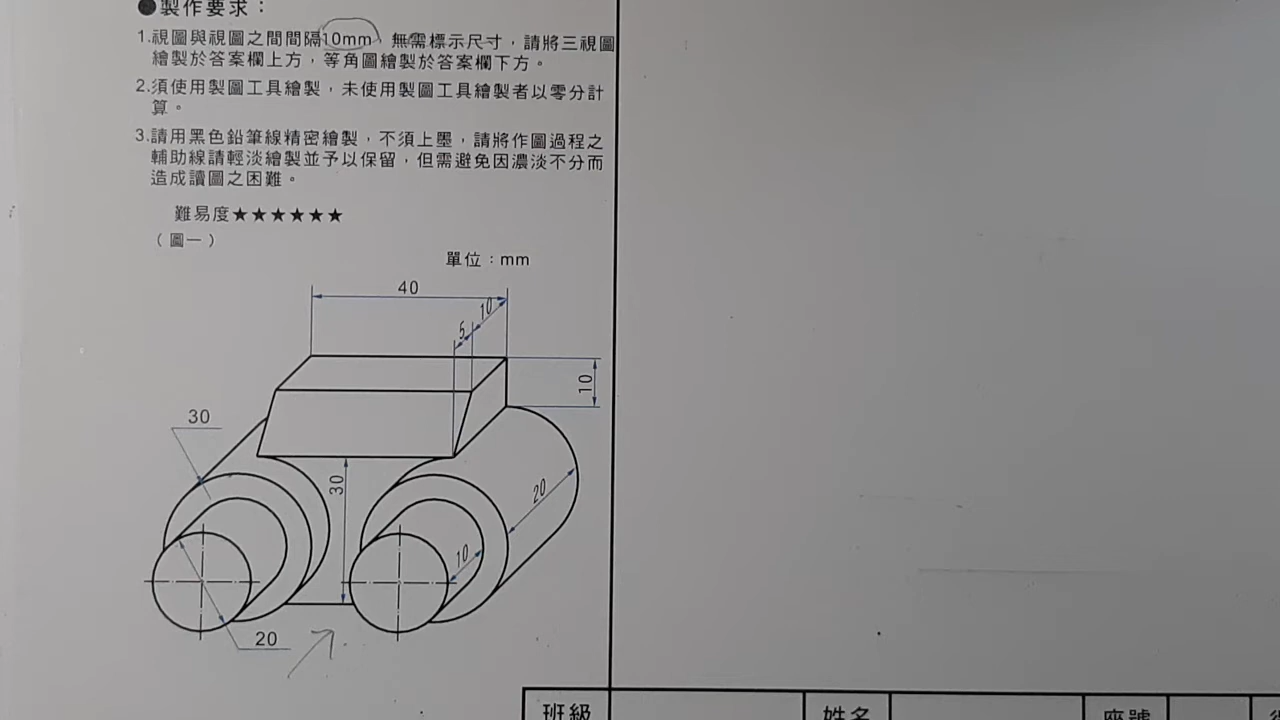 ●製作要求：
1.視圖與視圖之間間隔10mm，無需標示尺寸，請將三視圖
繪製於答案欄上方，等角圖繪製於答案欄下方。
2.須使用製圖工具繪製，未使用製圖工具繪製者以零分計
算。
3.請用黑色鉛筆線精密繪製，不須上墨，請將作圖過程之
輔助線請輕淡繪製並予以保留，但需避免因濃淡不分而
造成讀圖之困難。
難易度★★★★★★
（圖一）
單位：mm
40
10
5
10
30
30
20
10
20
班級
姓名
座號